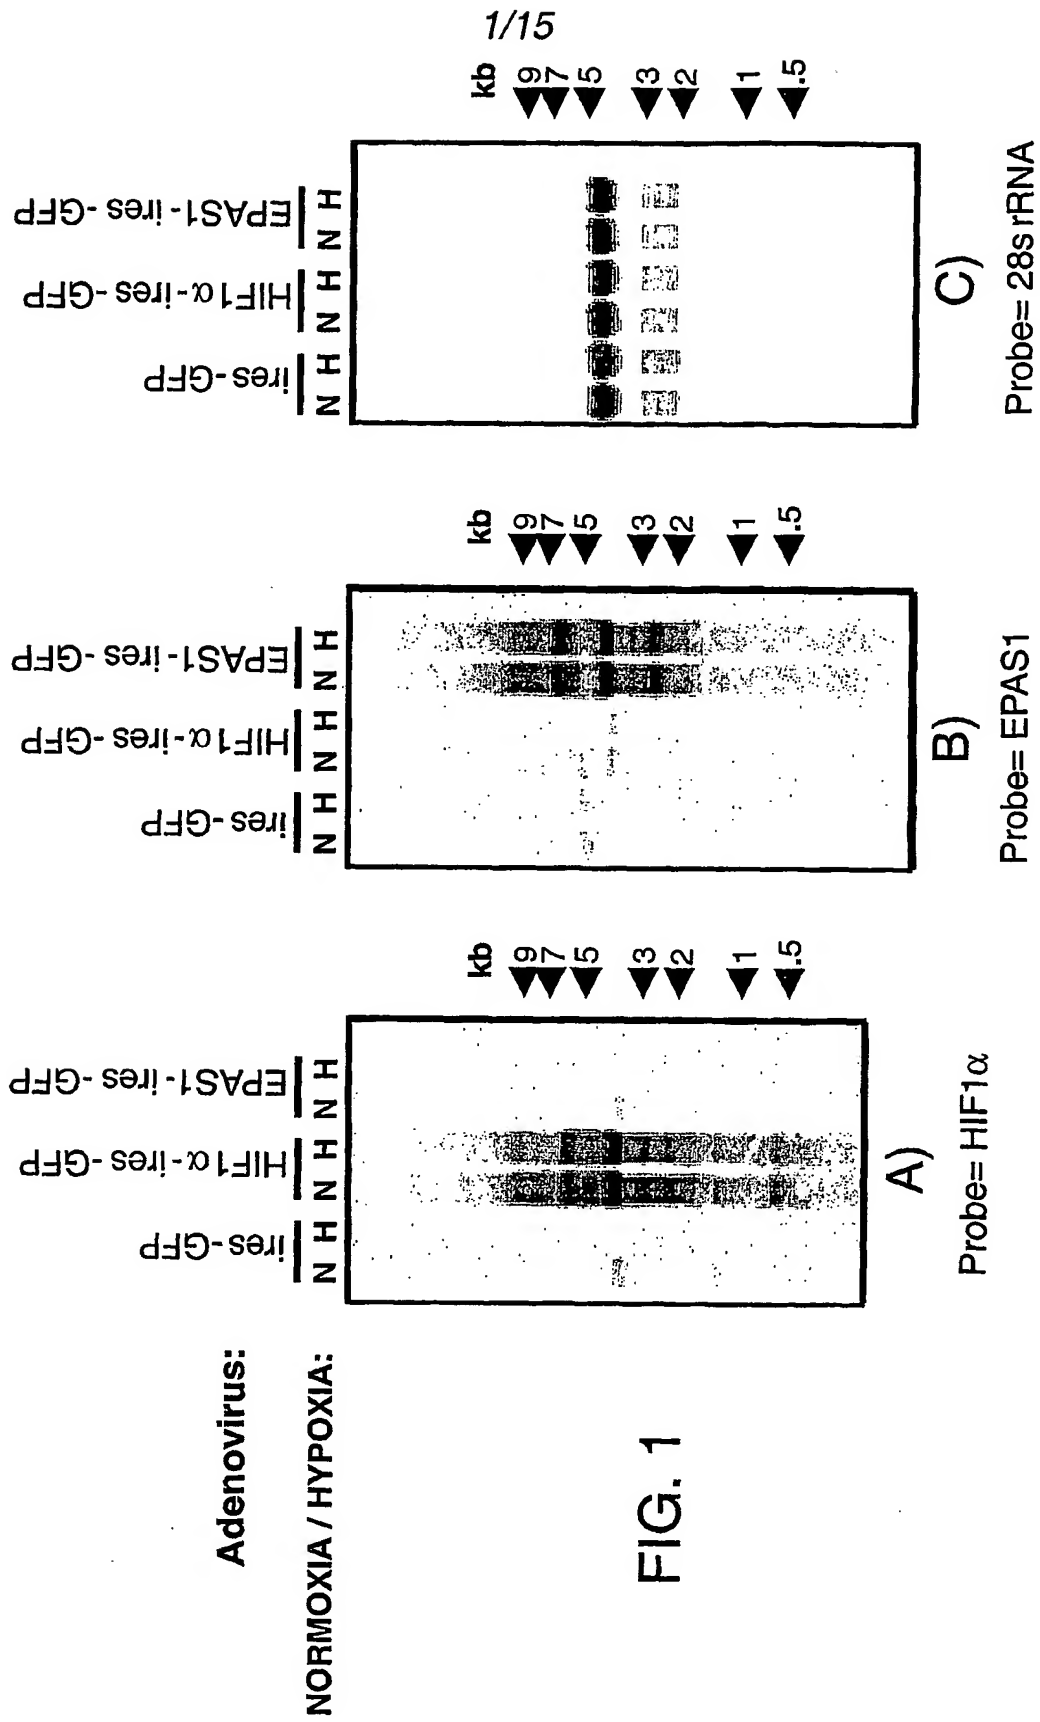 1/15
Adenovirus:
NORMOXIA / HYPOXIA:
ires-GFP
HIF1α-ires-GFP
EPAS1-ires-GFP
N H N H N H
kb
9
7
5
3
2
1
.5
A)
Probe= HIF1α
ires-GFP
HIF1α-ires-GFP
EPAS1-ires-GFP
N H N H N H
kb
9
7
5
3
2
1
.5
B)
Probe= EPAS1
ires-GFP
HIF1α-ires-GFP
EPAS1-ires-GFP
N H N H N H
kb
9
7
5
3
2
1
.5
C)
Probe= 28s rRNA
FIG. 1